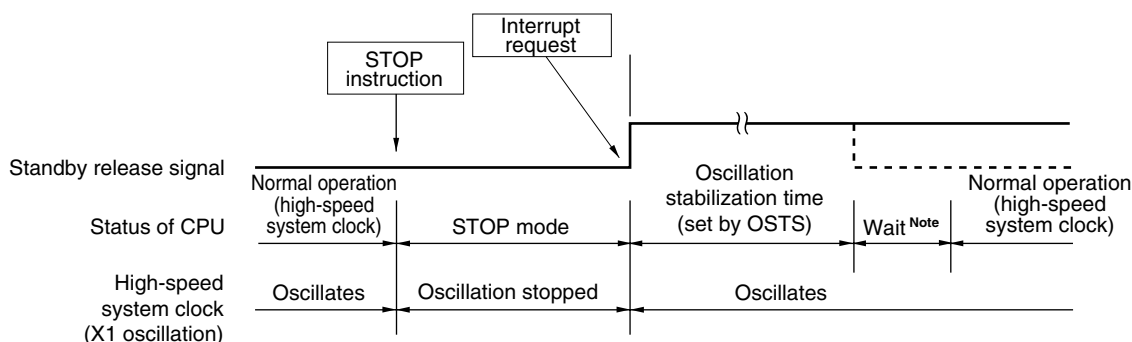 Interrupt
request
STOP
instruction
Standby release signal
Status of CPU
Normal operation
(high-speed
system clock)
STOP mode
Oscillation
stabilization time
(set by OSTS)
Wait Note
Normal operation
(high-speed
system clock)
High-speed
system clock
(X1 oscillation)
Oscillates
Oscillation stopped
Oscillates